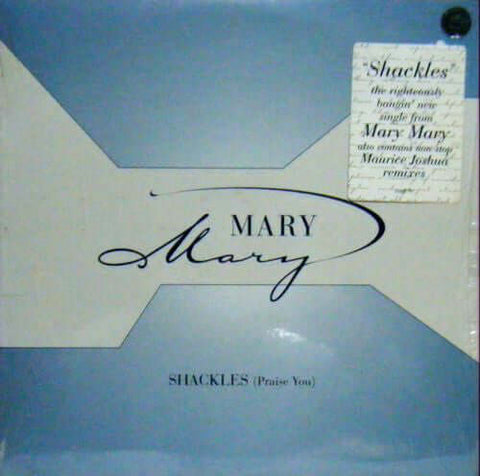 "Shackles"
the righteously
bangin' new
single from
Mary Mary
also contains non-stop
Maurice Joshua
remixes
MARY
Mary
SHACKLES (Praise You)